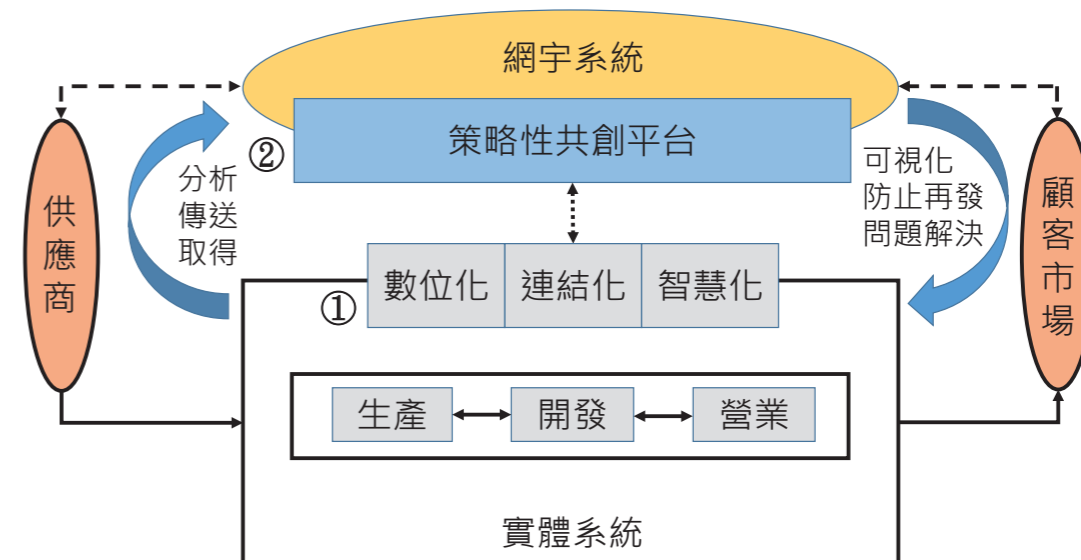 網宇系統
②
策略性共創平台
分析
傳送
取得
可視化
防止再發
問題解決
供應商
顧客市場
①
數位化
連結化
智慧化
生產
開發
營業
實體系統